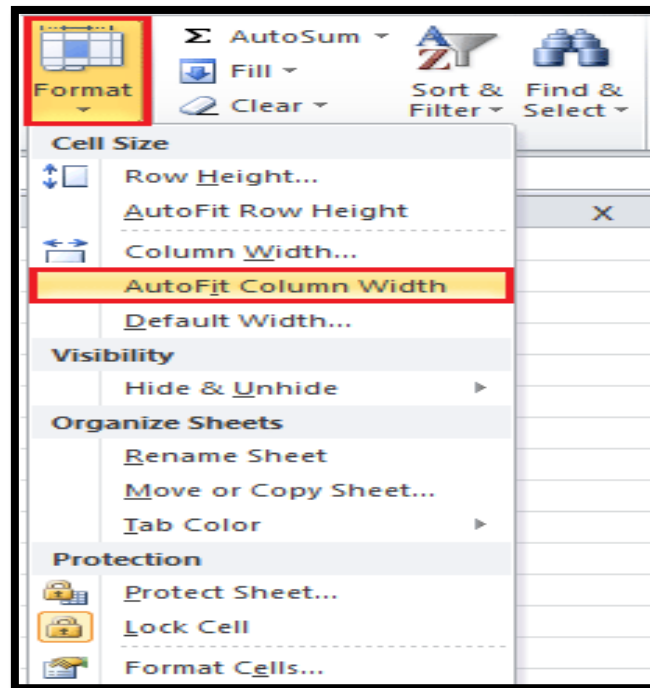 Σ AutoSum
Fill
Clear
Format
Sort & Filter
Find & Select
Cell Size
Row Height...
AutoFit Row Height
Column Width...
AutoFit Column Width
Default Width...
Visibility
Hide & Unhide
Organize Sheets
Rename Sheet
Move or Copy Sheet...
Tab Color
Protection
Protect Sheet...
Lock Cell
Format Cells...
X